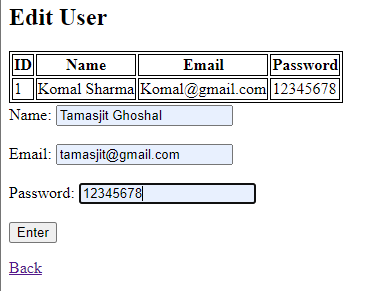 Edit User
ID Name Email Password
1 Komal Sharma Komal@gmail.com 12345678
Name: Tamasjit Ghoshal
Email: tamasjit@gmail.com
Password: 12345678
Enter
Back